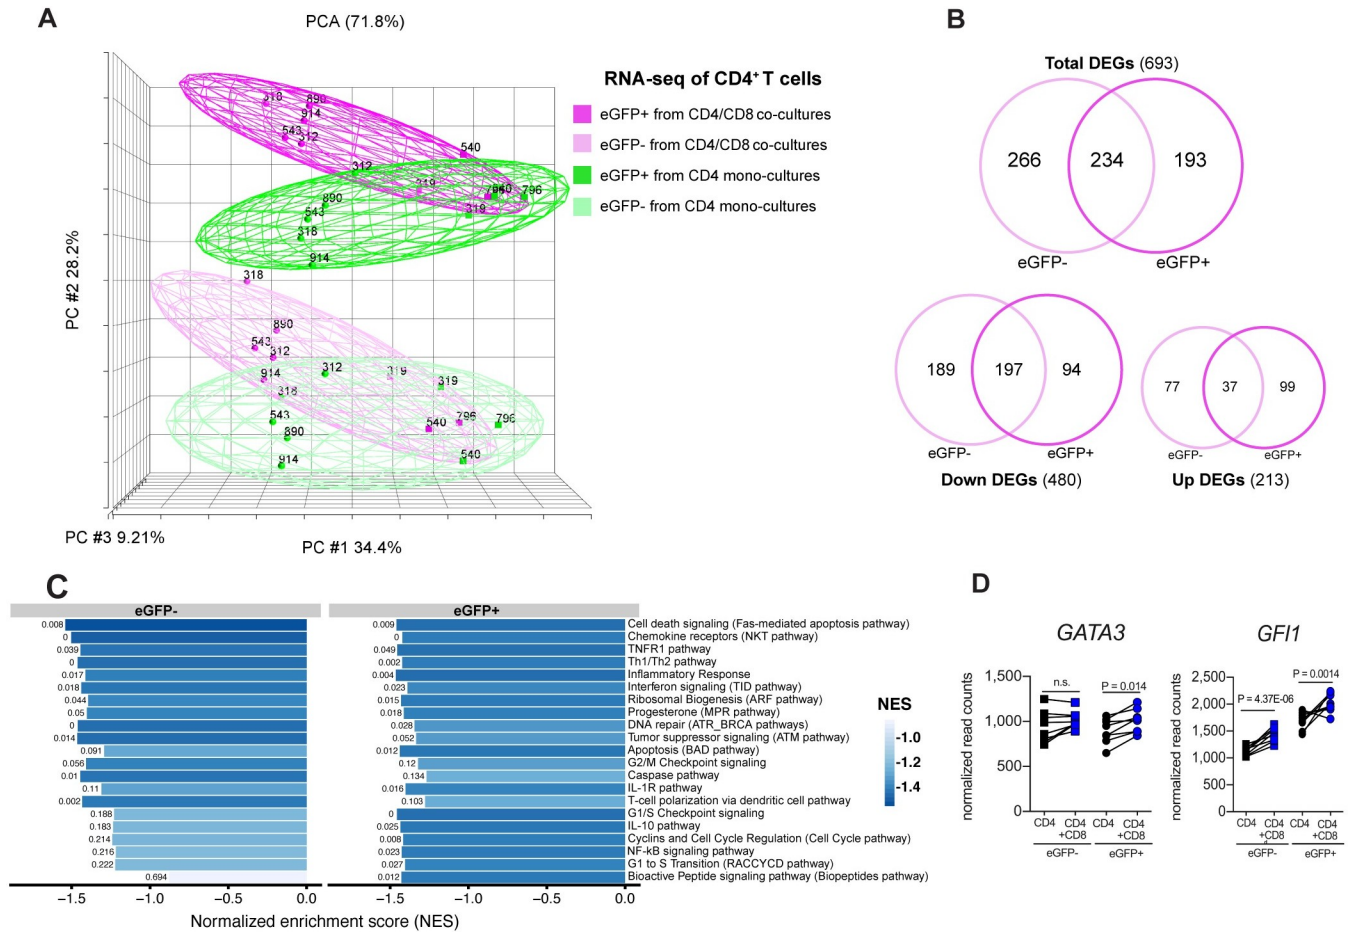 A
PCA (71.8%)
318
890
914
543
312
540
312
319
796
319
890
543
318
914
318
890
543
312
914
318
312
319
319
543
890
914
540
796
796
540
PC #2 28.2%
PC #3 9.21%
PC #1 34.4%
RNA-seq of CD4+ T cells
eGFP+ from CD4/CD8 co-cultures
eGFP- from CD4/CD8 co-cultures
eGFP+ from CD4 mono-cultures
eGFP- from CD4 mono-cultures
B
Total DEGs (693)
266
234
193
eGFP-
eGFP+
189
197
94
eGFP-
eGFP+
Down DEGs (480)
77
37
99
eGFP-
eGFP+
Up DEGs (213)
C
eGFP-
eGFP+
0.008
0.009
Cell death signaling (Fas-mediated apoptosis pathway)
0
0
Chemokine receptors (NKT pathway)
0.039
0.049
TNFR1 pathway
0
0.002
Th1/Th2 pathway
0.017
0.004
Inflammatory Response
0.018
0.023
Interferon signaling (TID pathway)
0.044
0.015
Ribosomal Biogenesis (ARF pathway)
0.05
0.018
Progesterone (MPR pathway)
0
0.028
DNA repair (ATR_BRCA pathways)
0.014
0.052
Tumor suppressor signaling (ATM pathway)
0.091
0.012
Apoptosis (BAD pathway)
0.056
0.12
G2/M Checkpoint signaling
0.01
0.134
Caspase pathway
0.11
0.016
IL-1R pathway
0.002
0.103
T-cell polarization via dendritic cell pathway
0.188
0
G1/S Checkpoint signaling
0.183
0.025
IL-10 pathway
0.214
0.008
Cyclins and Cell Cycle Regulation (Cell Cycle pathway)
0.216
0.023
NF-kB signaling pathway
0.222
0.027
G1 to S Transition (RACCYCD pathway)
0.694
0.012
Bioactive Peptide signaling pathway (Biopeptides pathway)
−1.5
−1.0
−0.5
0.0
−1.5
−1.0
−0.5
0.0
Normalized enrichment score (NES)
NES
-1.0
-1.2
-1.4
D
GATA3
normalized read counts
1,500
1,000
500
0
n.s.
P = 0.014
CD4
CD4
+CD8
CD4
CD4
+CD8
eGFP-
eGFP+
GFI1
normalized read counts
2,500
2,000
1,500
1,000
500
0
P = 4.37E-06
P = 0.0014
CD4
CD4
+CD8
CD4
CD4
+CD8
eGFP-
eGFP+